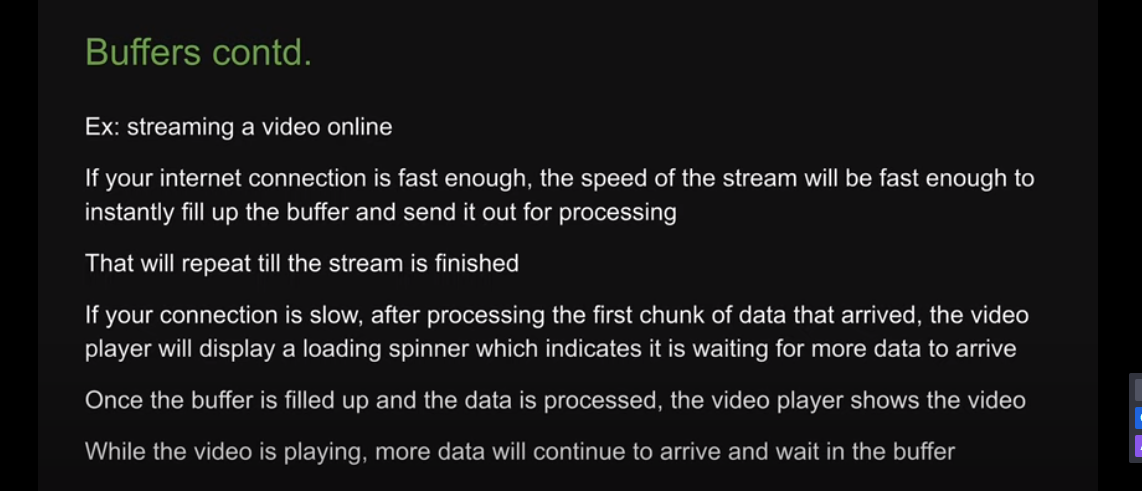 Buffers contd.
Ex: streaming a video online
If your internet connection is fast enough, the speed of the stream will be fast enough to
instantly fill up the buffer and send it out for processing
That will repeat till the stream is finished
If your connection is slow, after processing the first chunk of data that arrived, the video
player will display a loading spinner which indicates it is waiting for more data to arrive
Once the buffer is filled up and the data is processed, the video player shows the video
While the video is playing, more data will continue to arrive and wait in the buffer